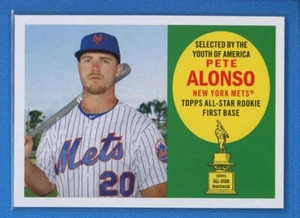 SELECTED BY THE
YOUTH OF AMERICA
PETE
ALONSO
NEW YORK METS®
TOPPS ALL-STAR ROOKIE
FIRST BASE
Mets
20
TOPPS
ALL-STAR
ROOKIE